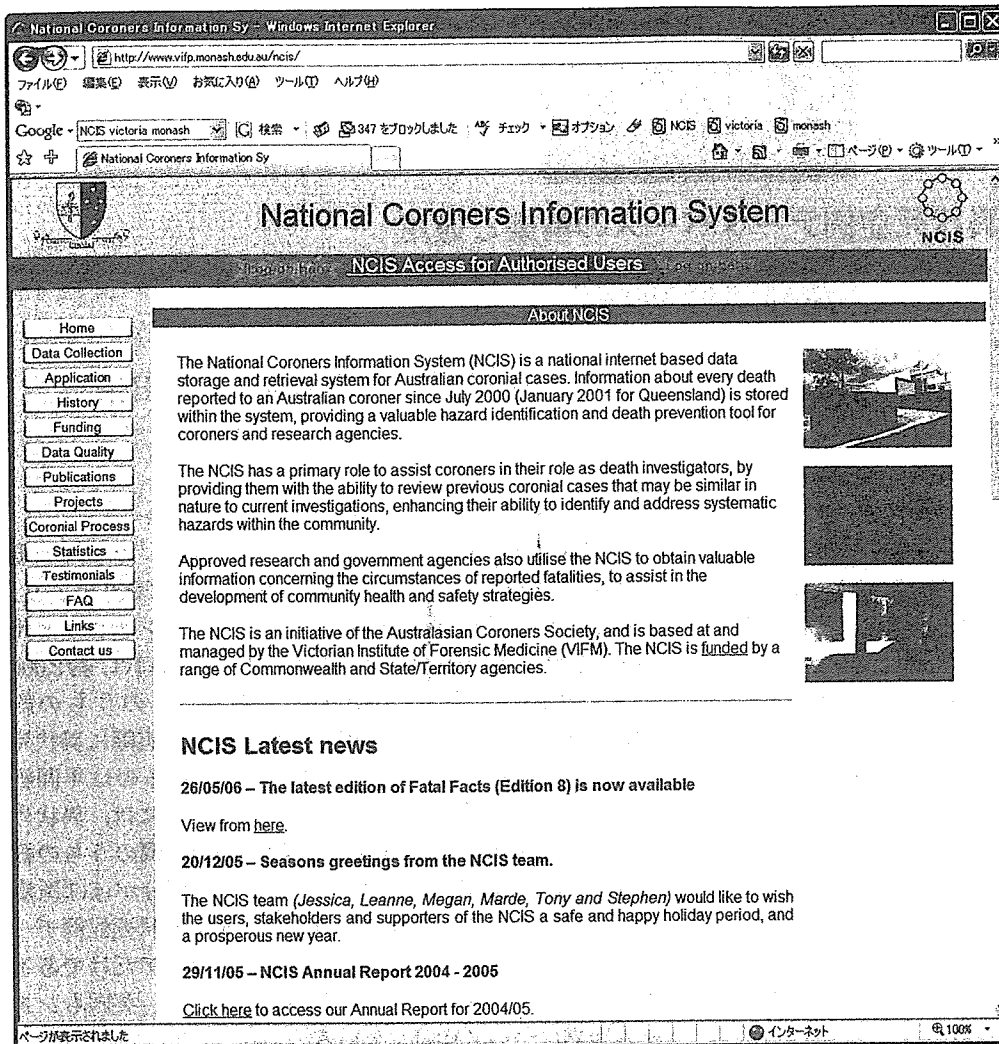 National Coroners Information Sy - Windows Internet Explorer
http://www.vifp.monash.edu.au/ncis/
ファイル(F) 編集(E) 表示(V) お気に入り(A) ツール(T) ヘルプ(H)
Google NCIS victoria monash 検索 347 をブロックしました チェック オプション NCIS victoria monash
National Coroners Information Sy ページ(P) ツール(T)
National Coroners Information System
NCIS
NCIS Access for Authorised Users
About NCIS
Home
Data Collection
Application
History
Funding
Data Quality
Publications
Projects
Coronial Process
Statistics
Testimonials
FAQ
Links
Contact us
The National Coroners Information System (NCIS) is a national internet based data
storage and retrieval system for Australian coronial cases. Information about every death
reported to an Australian coroner since July 2000 (January 2001 for Queensland) is stored
within the system, providing a valuable hazard identification and death prevention tool for
coroners and research agencies.
The NCIS has a primary role to assist coroners in their role as death investigators, by
providing them with the ability to review previous coronial cases that may be similar in
nature to current investigations, enhancing their ability to identify and address systematic
hazards within the community.
Approved research and government agencies also utilise the NCIS to obtain valuable
information concerning the circumstances of reported fatalities, to assist in the
development of community health and safety strategies.
The NCIS is an initiative of the Australasian Coroners Society, and is based at and
managed by the Victorian Institute of Forensic Medicine (VIFM). The NCIS is funded by a
range of Commonwealth and State/Territory agencies.
NCIS Latest news
26/05/06 – The latest edition of Fatal Facts (Edition 8) is now available
View from here.
20/12/05 – Seasons greetings from the NCIS team.
The NCIS team (Jessica, Leanne, Megan, Marde, Tony and Stephen) would like to wish
the users, stakeholders and supporters of the NCIS a safe and happy holiday period, and
a prosperous new year.
29/11/05 – NCIS Annual Report 2004 - 2005
Click here to access our Annual Report for 2004/05.
ページが表示されました インターネット 100%